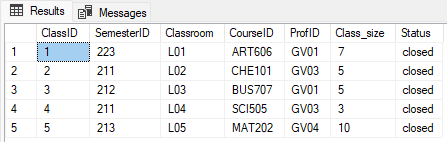 Results Messages
ClassID SemesterID Classroom CourseID ProfID Class_size Status
1 1 223 L01 ART606 GV01 7 closed
2 2 211 L02 CHE101 GV03 5 closed
3 3 212 L03 BUS707 GV01 5 closed
4 4 211 L04 SCI505 GV03 3 closed
5 5 213 L05 MAT202 GV04 10 closed